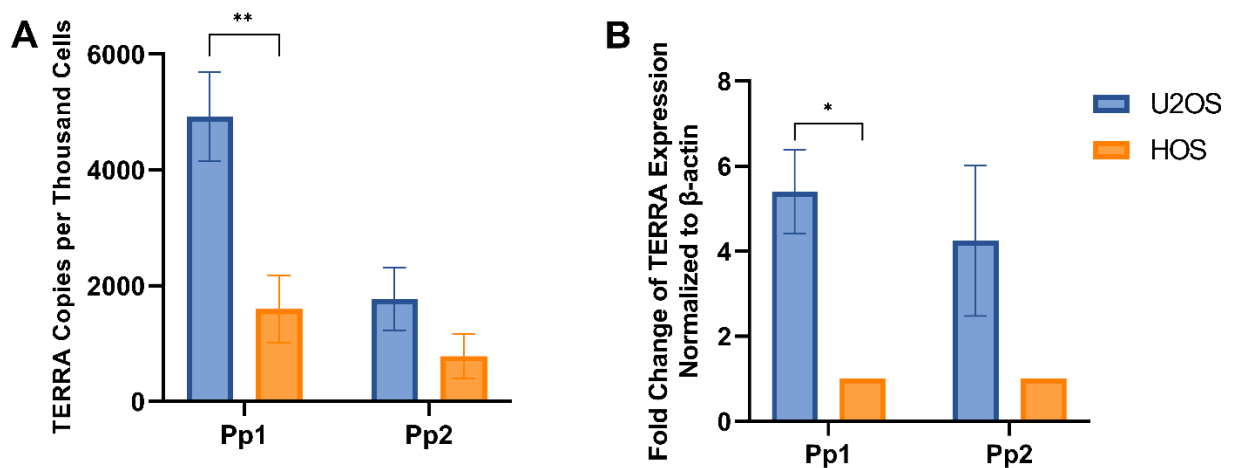 A
TERRA Copies per Thousand Cells
6000
4000
2000
0
**
Pp1
Pp2
B
Fold Change of TERRA Expression
Normalized to β-actin
8
6
4
2
0
*
Pp1
Pp2
U2OS
HOS